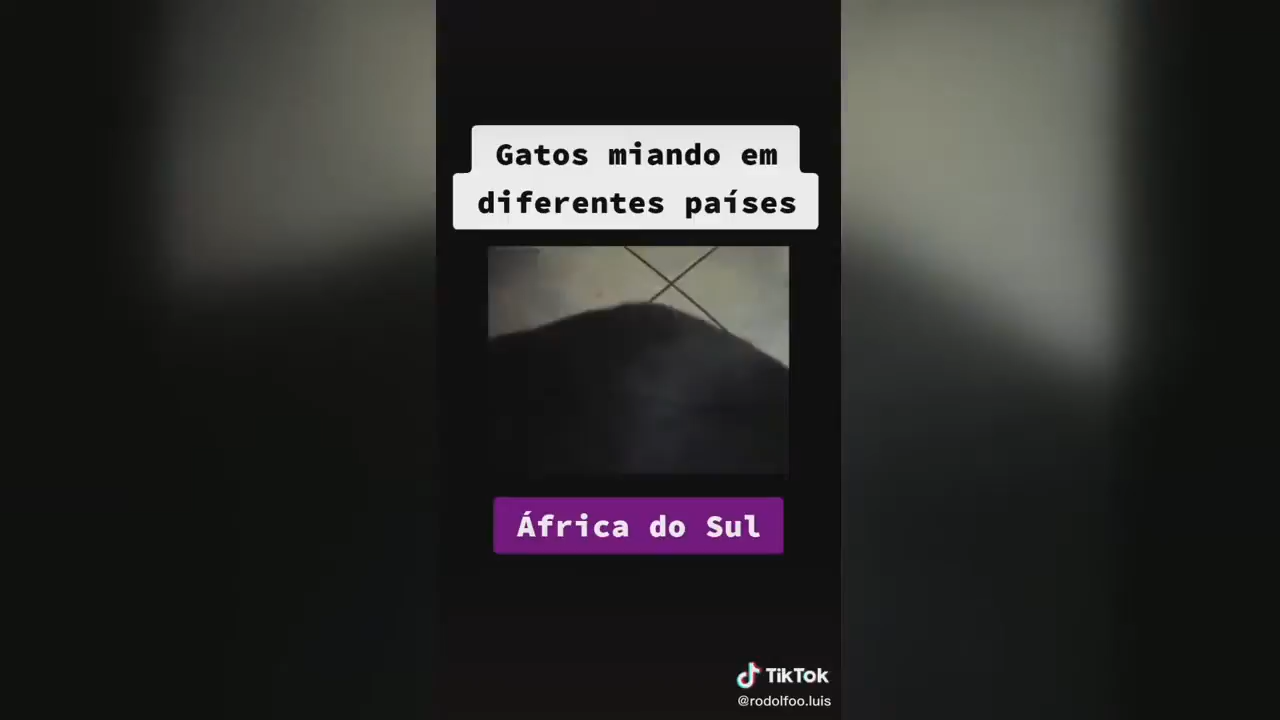 Gatos miando em
diferentes países
África do Sul
TikTok
@rodolfoo.luis